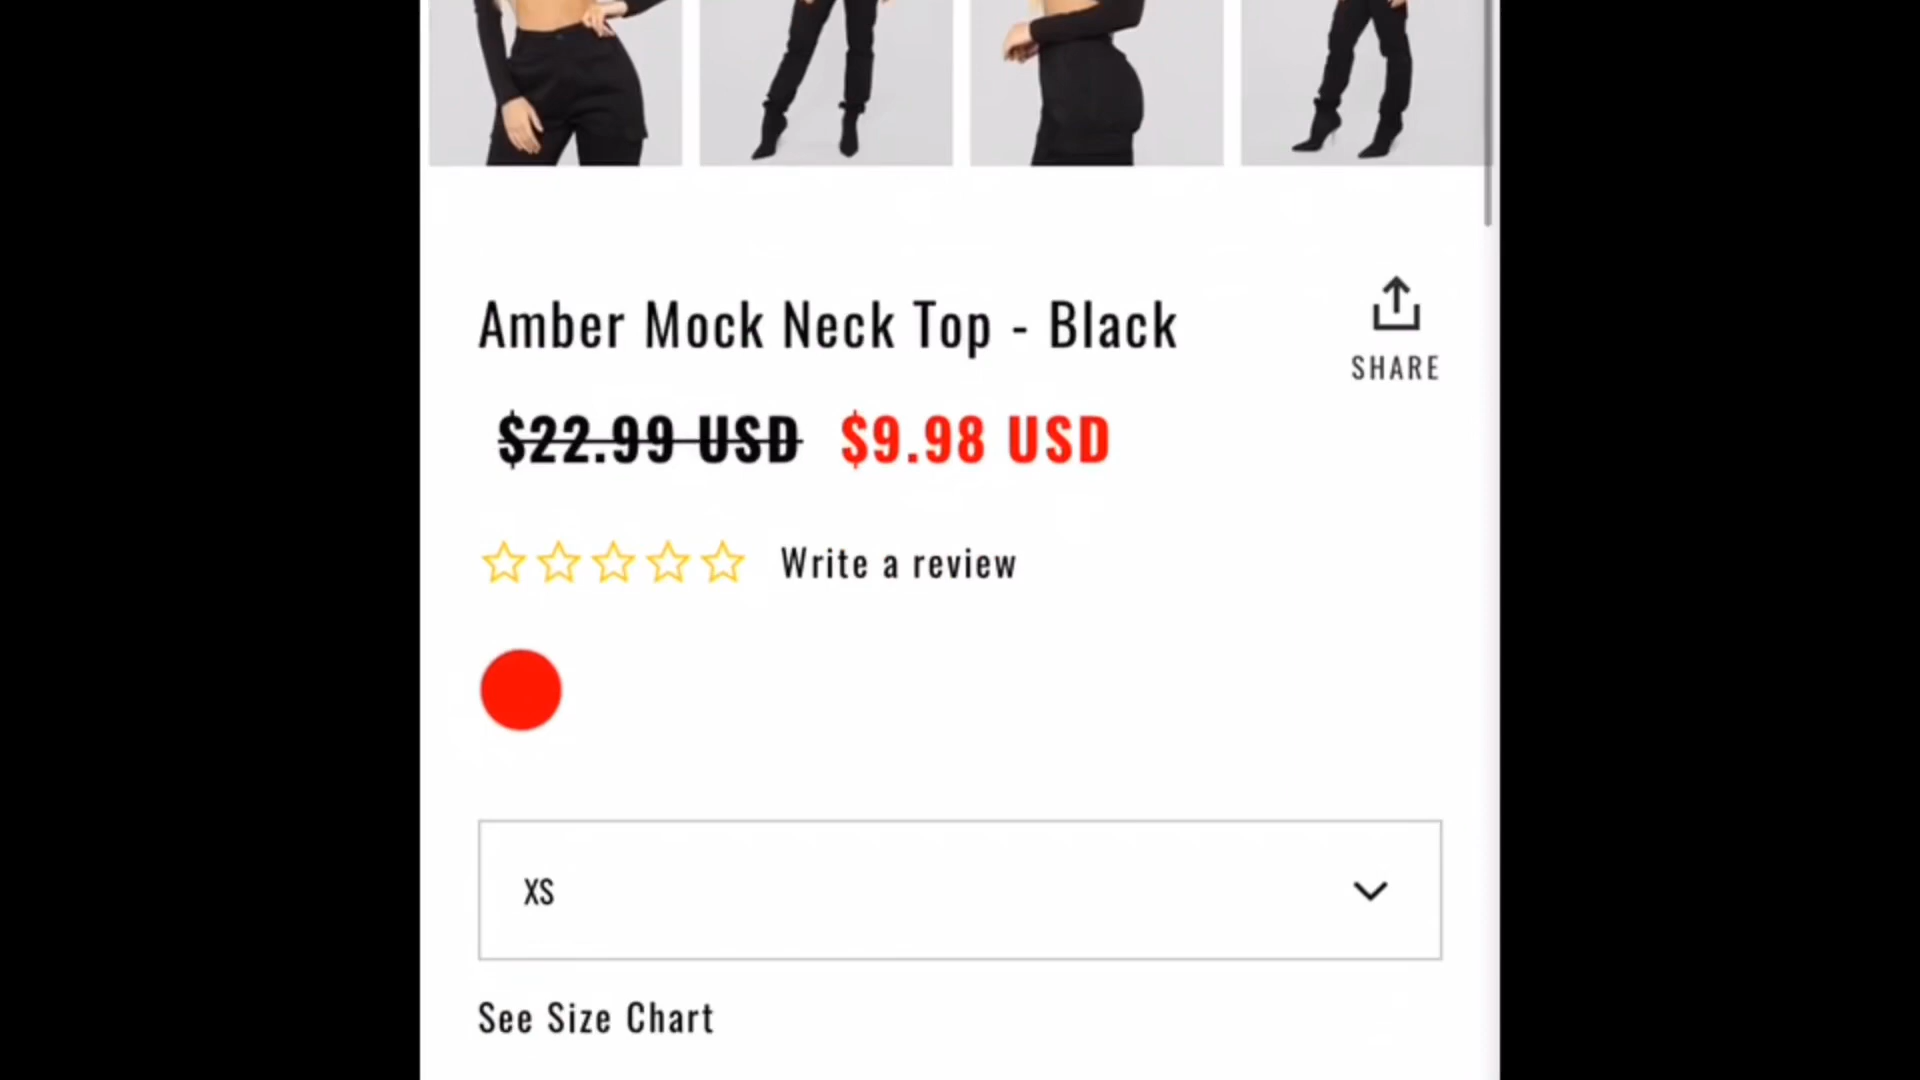 Amber Mock Neck Top - Black
SHARE
$22.99 USD $9.98 USD
Write a review
XS
See Size Chart